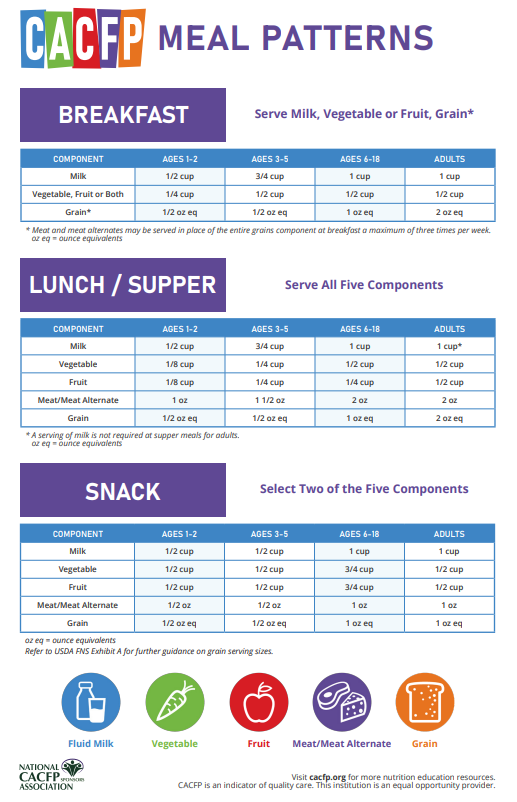 CACFP MEAL PATTERNS
BREAKFAST
Serve Milk, Vegetable or Fruit, Grain*
COMPONENT AGES 1–2 AGES 3–5 AGES 6–18 ADULTS
Milk 1/2 cup 3/4 cup 1 cup 1 cup
Vegetable, Fruit or Both 1/4 cup 1/2 cup 1/2 cup 1/2 cup
Grain* 1/2 oz eq 1/2 oz eq 1 oz eq 2 oz eq
* Meat and meat alternates may be served in place of the entire grains component at breakfast a maximum of three times per week.
oz eq = ounce equivalents
LUNCH / SUPPER
Serve All Five Components
COMPONENT AGES 1–2 AGES 3–5 AGES 6–18 ADULTS
Milk 1/2 cup 3/4 cup 1 cup 1 cup*
Vegetable 1/8 cup 1/4 cup 1/2 cup 1/2 cup
Fruit 1/8 cup 1/4 cup 1/4 cup 1/2 cup
Meat/Meat Alternate 1 oz 1 1/2 oz 2 oz 2 oz
Grain 1/2 oz eq 1/2 oz eq 1 oz eq 2 oz eq
* A serving of milk is not required at supper meals for adults.
oz eq = ounce equivalents
SNACK
Select Two of the Five Components
COMPONENT AGES 1–2 AGES 3–5 AGES 6–18 ADULTS
Milk 1/2 cup 1/2 cup 1 cup 1 cup
Vegetable 1/2 cup 1/2 cup 3/4 cup 1/2 cup
Fruit 1/2 cup 1/2 cup 3/4 cup 1/2 cup
Meat/Meat Alternate 1/2 oz 1/2 oz 1 oz 1 oz
Grain 1/2 oz eq 1/2 oz eq 1 oz eq 1 oz eq
oz eq = ounce equivalents
Refer to USDA FNS Exhibit A for further guidance on grain serving sizes.
Fluid Milk Vegetable Fruit Meat/Meat Alternate Grain
NATIONAL
CACFP SPONSORS
ASSOCIATION
Visit cacfp.org for more nutrition education resources.
CACFP is an indicator of quality care. This institution is an equal opportunity provider.